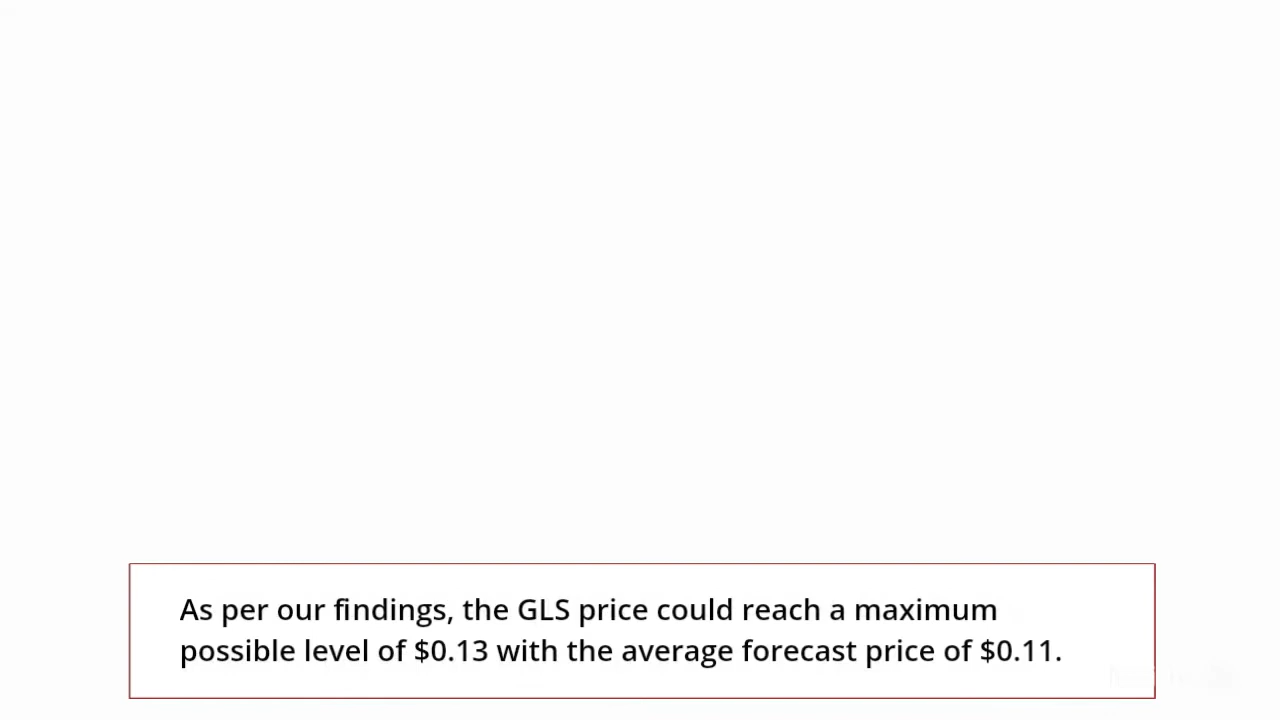 As per our findings, the GLS price could reach a maximum
possible level of $0.13 with the average forecast price of $0.11.